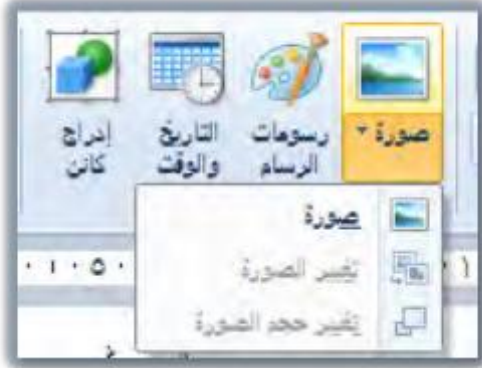 صورة
رسومات
الرسام
التاريخ
والوقت
إدراج
كائن
صورة
تغيير الصورة
تغيير حجم الصورة